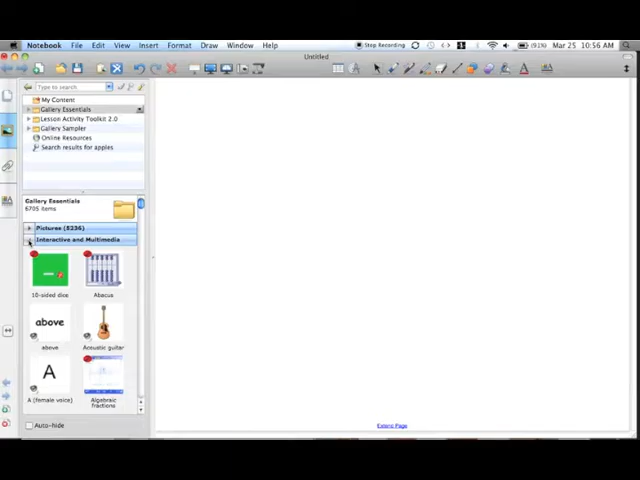 Notebook File Edit View Insert Format Draw Window Help Stop Recording (91%) Mar 25 10:56 AM
Untitled
Type to search
My Content
Gallery Essentials
Lesson Activity Toolkit 2.0
Gallery Sampler
Online Resources
Search results for apples
Gallery Essentials
6705 items
Pictures (5236)
Interactive and Multimedia
10-sided dice Abacus
above
above Acoustic guitar
A
A (female voice) Algebraic fractions
Auto-hide
Extend Page